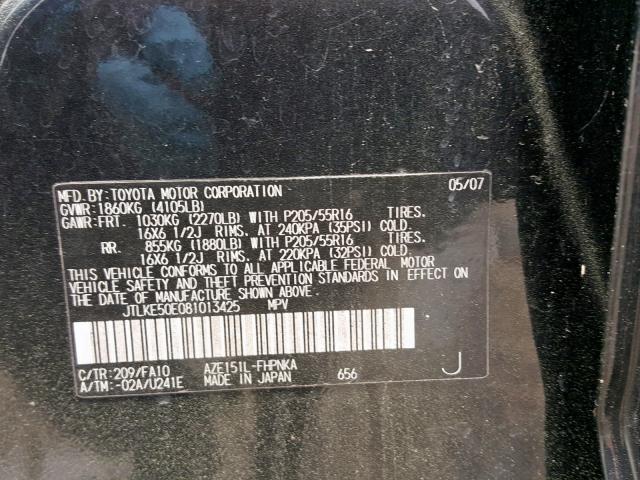 MFD. BY: TOYOTA MOTOR CORPORATION 05/07
GVWR: 1860KG (4105LB)
GAWR: FRT. 1030KG (2270LB) WITH P205/55R16 TIRES.
16X6 1/2J RIMS. AT 240KPA (35PSI) COLD.
RR 855KG (1880LB) WITH P205/55R16 TIRES.
16X6 1/2J RIMS. AT 220KPA (32PSI) COLD.
THIS VEHICLE CONFORMS TO ALL APPLICABLE FEDERAL MOTOR
VEHICLE SAFETY AND THEFT PREVENTION STANDARDS IN EFFECT ON
DATE OF MANUFACTURE SHOWN ABOVE.
JTLKE50E081013425 MPV
C/TR: 209/FA10 AZE151L-FHPNKA
A/TM: -02A/U241E MADE IN JAPAN 656 J